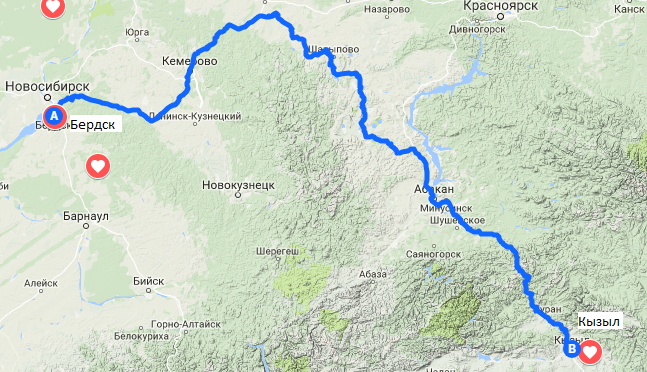 Красноярск
Назарово
Канск
Дивногорск
Юрга
Шарыпово
Кемерово
Новосибирск
A
Бердск
Ленинск-Кузнецкий
Новокузнецк
Абакан
Минусинск
Шушенское
Барнаул
Саяногорск
Шерегеш
Абаза
Алейск
Бийск
Туран
Кызыл
Горно-Алтайск
Белокуриха
B